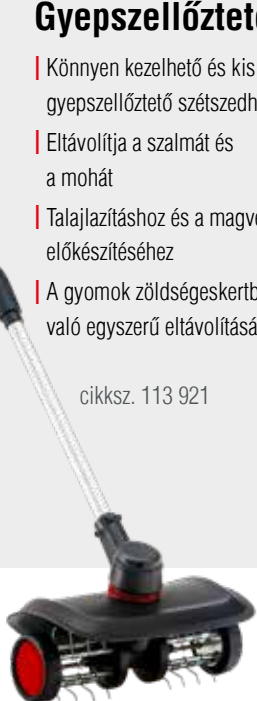 Gyepszellőztet
Könnyen kezelhető és kis
gyepszellőztető szétszedh
Eltávolítja a szalmát és
a mohát
Talajlazításhoz és a magv
előkészítéséhez
A gyomok zöldségeskertb
való egyszerű eltávolításá
cikksz. 113 921